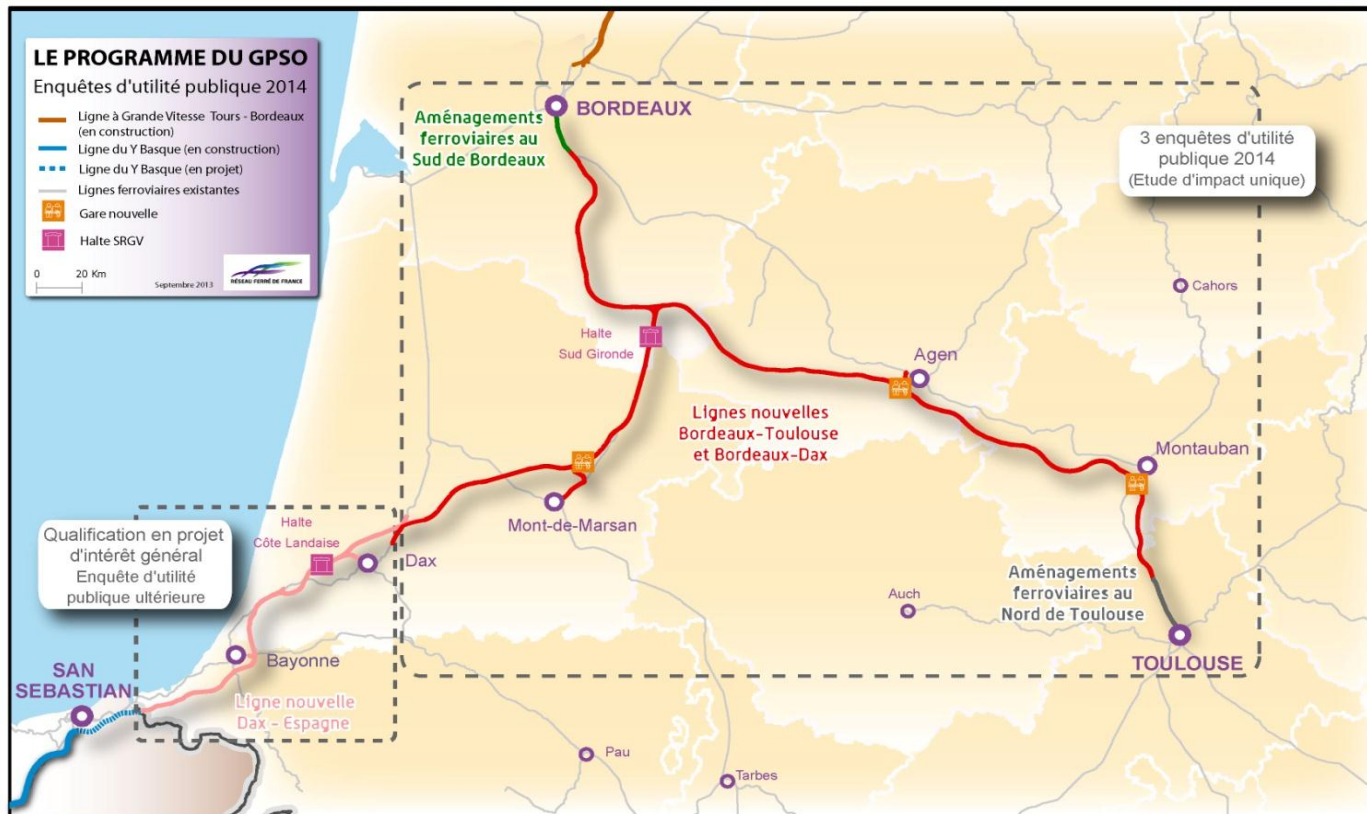 LE PROGRAMME DU GPSO
Enquêtes d'utilité publique 2014
Ligne à Grande Vitesse Tours - Bordeaux
(en construction)
Ligne du Y Basque (en construction)
Ligne du Y Basque (en projet)
Lignes ferroviaires existantes
Gare nouvelle
Halte SRGV
0 20 Km
Septembre 2013
RÉSEAU FERRÉ DE FRANCE
BORDEAUX
Aménagements
ferroviaires au
Sud de Bordeaux
3 enquêtes d'utilité
publique 2014
(Etude d'impact unique)
Cahors
Halte
Sud Gironde
Agen
Lignes nouvelles
Bordeaux-Toulouse
et Bordeaux-Dax
Montauban
Mont-de-Marsan
Halte
Côte Landaise
Dax
Qualification en projet
d'intérêt général
Enquête d'utilité
publique ultérieure
Aménagements
ferroviaires au
Nord de Toulouse
Auch
TOULOUSE
Bayonne
SAN
SEBASTIAN
Ligne nouvelle
Dax - Espagne
Pau
Tarbes